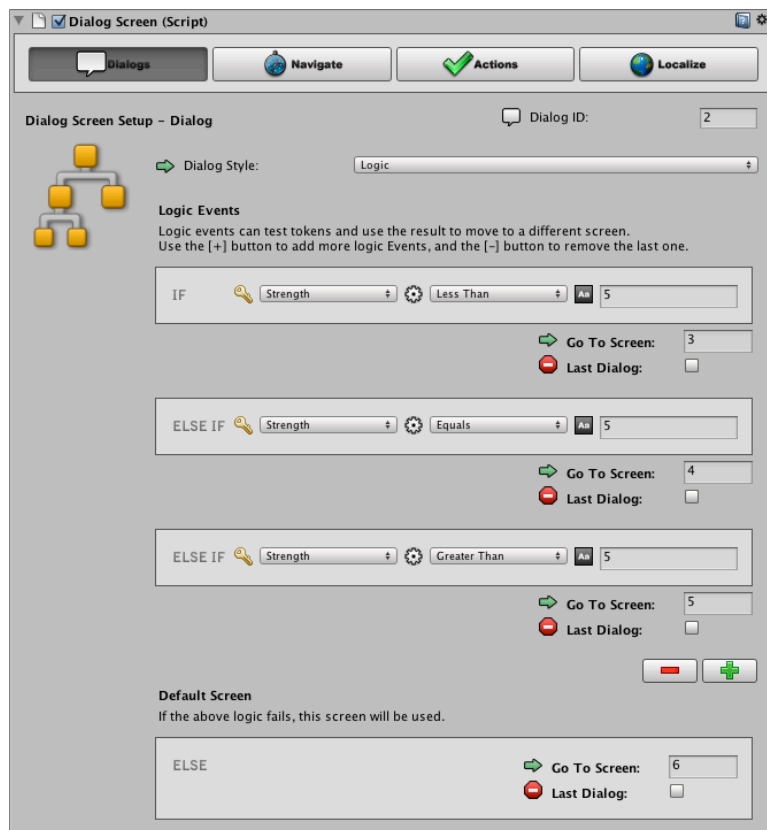 Dialog Screen (Script)
Dialogs Navigate Actions Localize
Dialog Screen Setup – Dialog Dialog ID: 2
Dialog Style: Logic
Logic Events
Logic events can test tokens and use the result to move to a different screen.
Use the [+] button to add more logic Events, and the [–] button to remove the last one.
IF Strength Less Than Aa 5
Go To Screen: 3
Last Dialog:
ELSE IF Strength Equals Aa 5
Go To Screen: 4
Last Dialog:
ELSE IF Strength Greater Than Aa 5
Go To Screen: 5
Last Dialog:
Default Screen
If the above logic fails, this screen will be used.
ELSE Go To Screen: 6
Last Dialog: